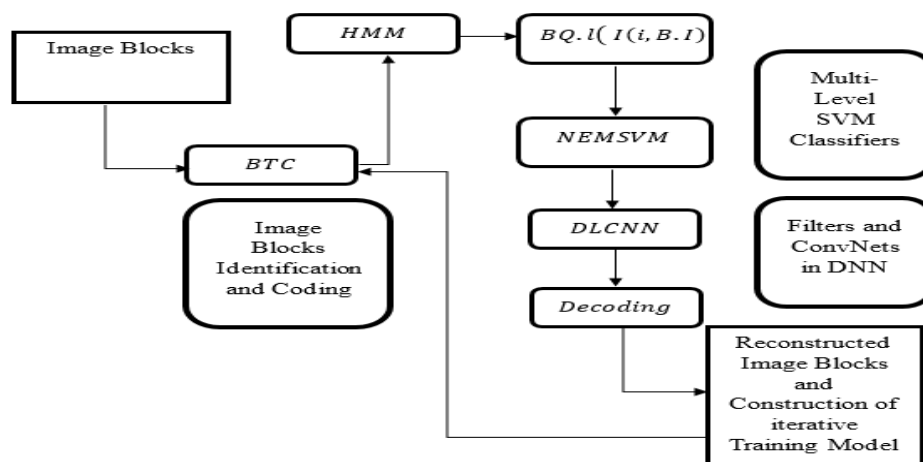 Image Blocks
HMM
BQ.l( I(i, B.I)
Multi-
Level
SVM
Classifiers
NEMSVM
BTC
Image
Blocks
Identification
and Coding
DLCNN
Filters and
ConvNets
in DNN
Decoding
Reconstructed
Image Blocks
and
Construction of
iterative
Training Model